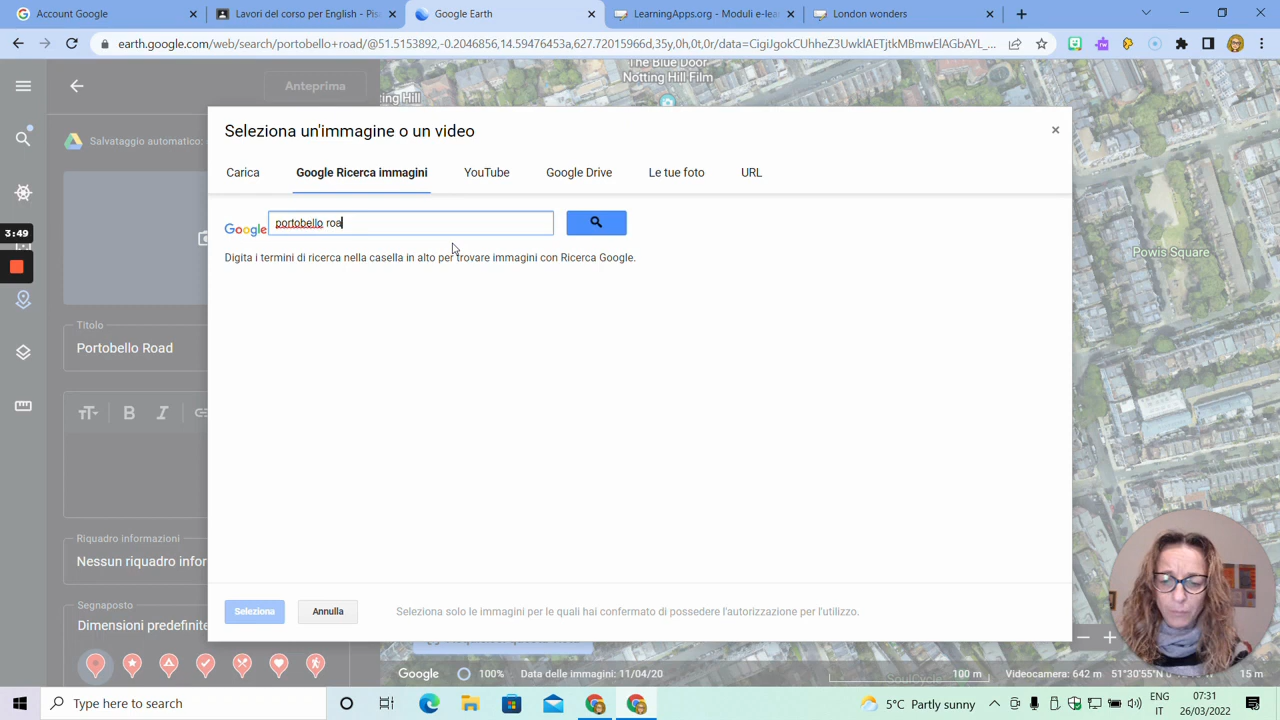 Account Google
Lavori del corso per English - Pis
Google Earth
LearningApps.org - Moduli e-lea
London wonders
earth.google.com/web/search/portobello+road/@51.5153892,-0.2046856,14.59476453a,627.72015966d,35y,0h,0t,0r/data=CigiJgokCUhheZ3UwklAETjtkMBmwElAGbAYL_...
The Blue Door
Notting Hill Film
ting Hill
Anteprima
Salvataggio automatico:
Seleziona un'immagine o un video
Carica
Google Ricerca immagini
YouTube
Google Drive
Le tue foto
URL
Google
portobello roa
Digita i termini di ricerca nella casella in alto per trovare immagini con Ricerca Google.
3:49
Powis Square
Titolo
Portobello Road
B
I
Riquadro informazioni
Nessun riquadro infor
Segnaposto
Dimensioni predefinite
Seleziona
Annulla
Seleziona solo le immagini per le quali hai confermato di possedere l'autorizzazione per l'utilizzo.
Google
100%
Data delle immagini: 11/04/20
SoulCycle
100 m
Videocamera: 642 m
51°30'55"N
15 m
Type here to search
5°C Partly sunny
ENG
IT
07:31
26/03/2022